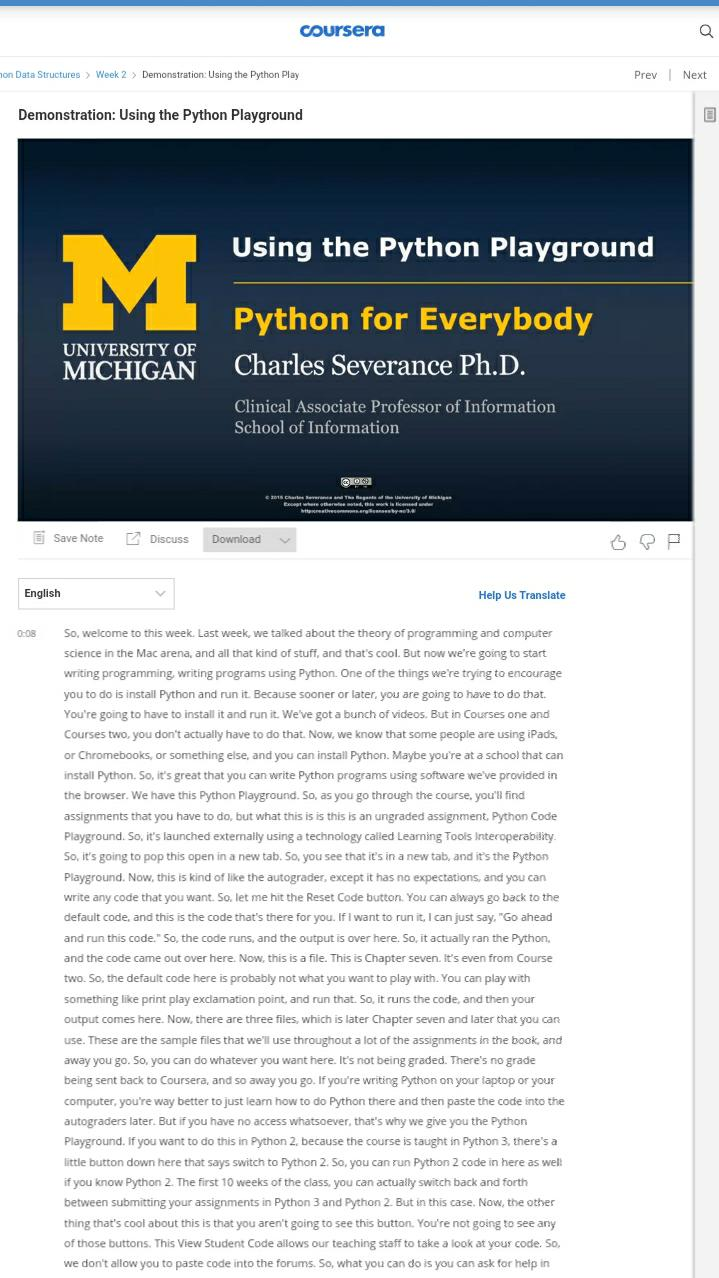 coursera
on Data Structures > Week 2 > Demonstration: Using the Python Play
Prev | Next
Demonstration: Using the Python Playground
Using the Python Playground
Python for Everybody
UNIVERSITY OF
MICHIGAN
Charles Severance Ph.D.
Clinical Associate Professor of Information
School of Information
© 2015 Charles Severance and The Regents of the University of Michigan
Except where otherwise noted, this work is licensed under
http:creativecommons.org/licenses/by-nc/3.0/
Save Note
Discuss
Download
English
Help Us Translate
0:08
So, welcome to this week. Last week, we talked about the theory of programming and computer
science in the Mac arena, and all that kind of stuff, and that's cool. But now we're going to start
writing programming, writing programs using Python. One of the things we're trying to encourage
you to do is install Python and run it. Because sooner or later, you are going to have to do that.
You're going to have to install it and run it. We've got a bunch of videos. But in Courses one and
Courses two, you don't actually have to do that. Now, we know that some people are using iPads,
or Chromebooks, or something else, and you can install Python. Maybe you're at a school that can
install Python. So, it's great that you can write Python programs using software we've provided in
the browser. We have this Python Playground. So, as you go through the course, you'll find
assignments that you have to do, but what this is is this is an ungraded assignment, Python Code
Playground. So, it's launched externally using a technology called Learning Tools Interoperability.
So, it's going to pop this open in a new tab. So, you see that it's in a new tab, and it's the Python
Playground. Now, this is kind of like the autograder, except it has no expectations, and you can
write any code that you want. So, let me hit the Reset Code button. You can always go back to the
default code, and this is the code that's there for you. If I want to run it, I can just say, "Go ahead
and run this code." So, the code runs, and the output is over here. So, it actually ran the Python,
and the code came out over here. Now, this is a file. This is Chapter seven. It's even from Course
two. So, the default code here is probably not what you want to play with. You can play with
something like print play exclamation point, and run that. So, it runs the code, and then your
output comes here. Now, there are three files, which is later Chapter seven and later that you can
use. These are the sample files that we'll use throughout a lot of the assignments in the book, and
away you go. So, you can do whatever you want here. It's not being graded. There's no grade
being sent back to Coursera, and so away you go. If you're writing Python on your laptop or your
computer, you're way better to just learn how to do Python there and then paste the code into the
autograders later. But if you have no access whatsoever, that's why we give you the Python
Playground. If you want to do this in Python 2, because the course is taught in Python 3, there's a
little button down here that says switch to Python 2. So, you can run Python 2 code in here as well
if you know Python 2. The first 10 weeks of the class, you can actually switch back and forth
between submitting your assignments in Python 3 and Python 2. But in this case. Now, the other
thing that's cool about this is that you aren't going to see this button. You're not going to see any
of those buttons. This View Student Code allows our teaching staff to take a look at your code. So,
we don't allow you to paste code into the forums. So, what you can do is you can ask for help in